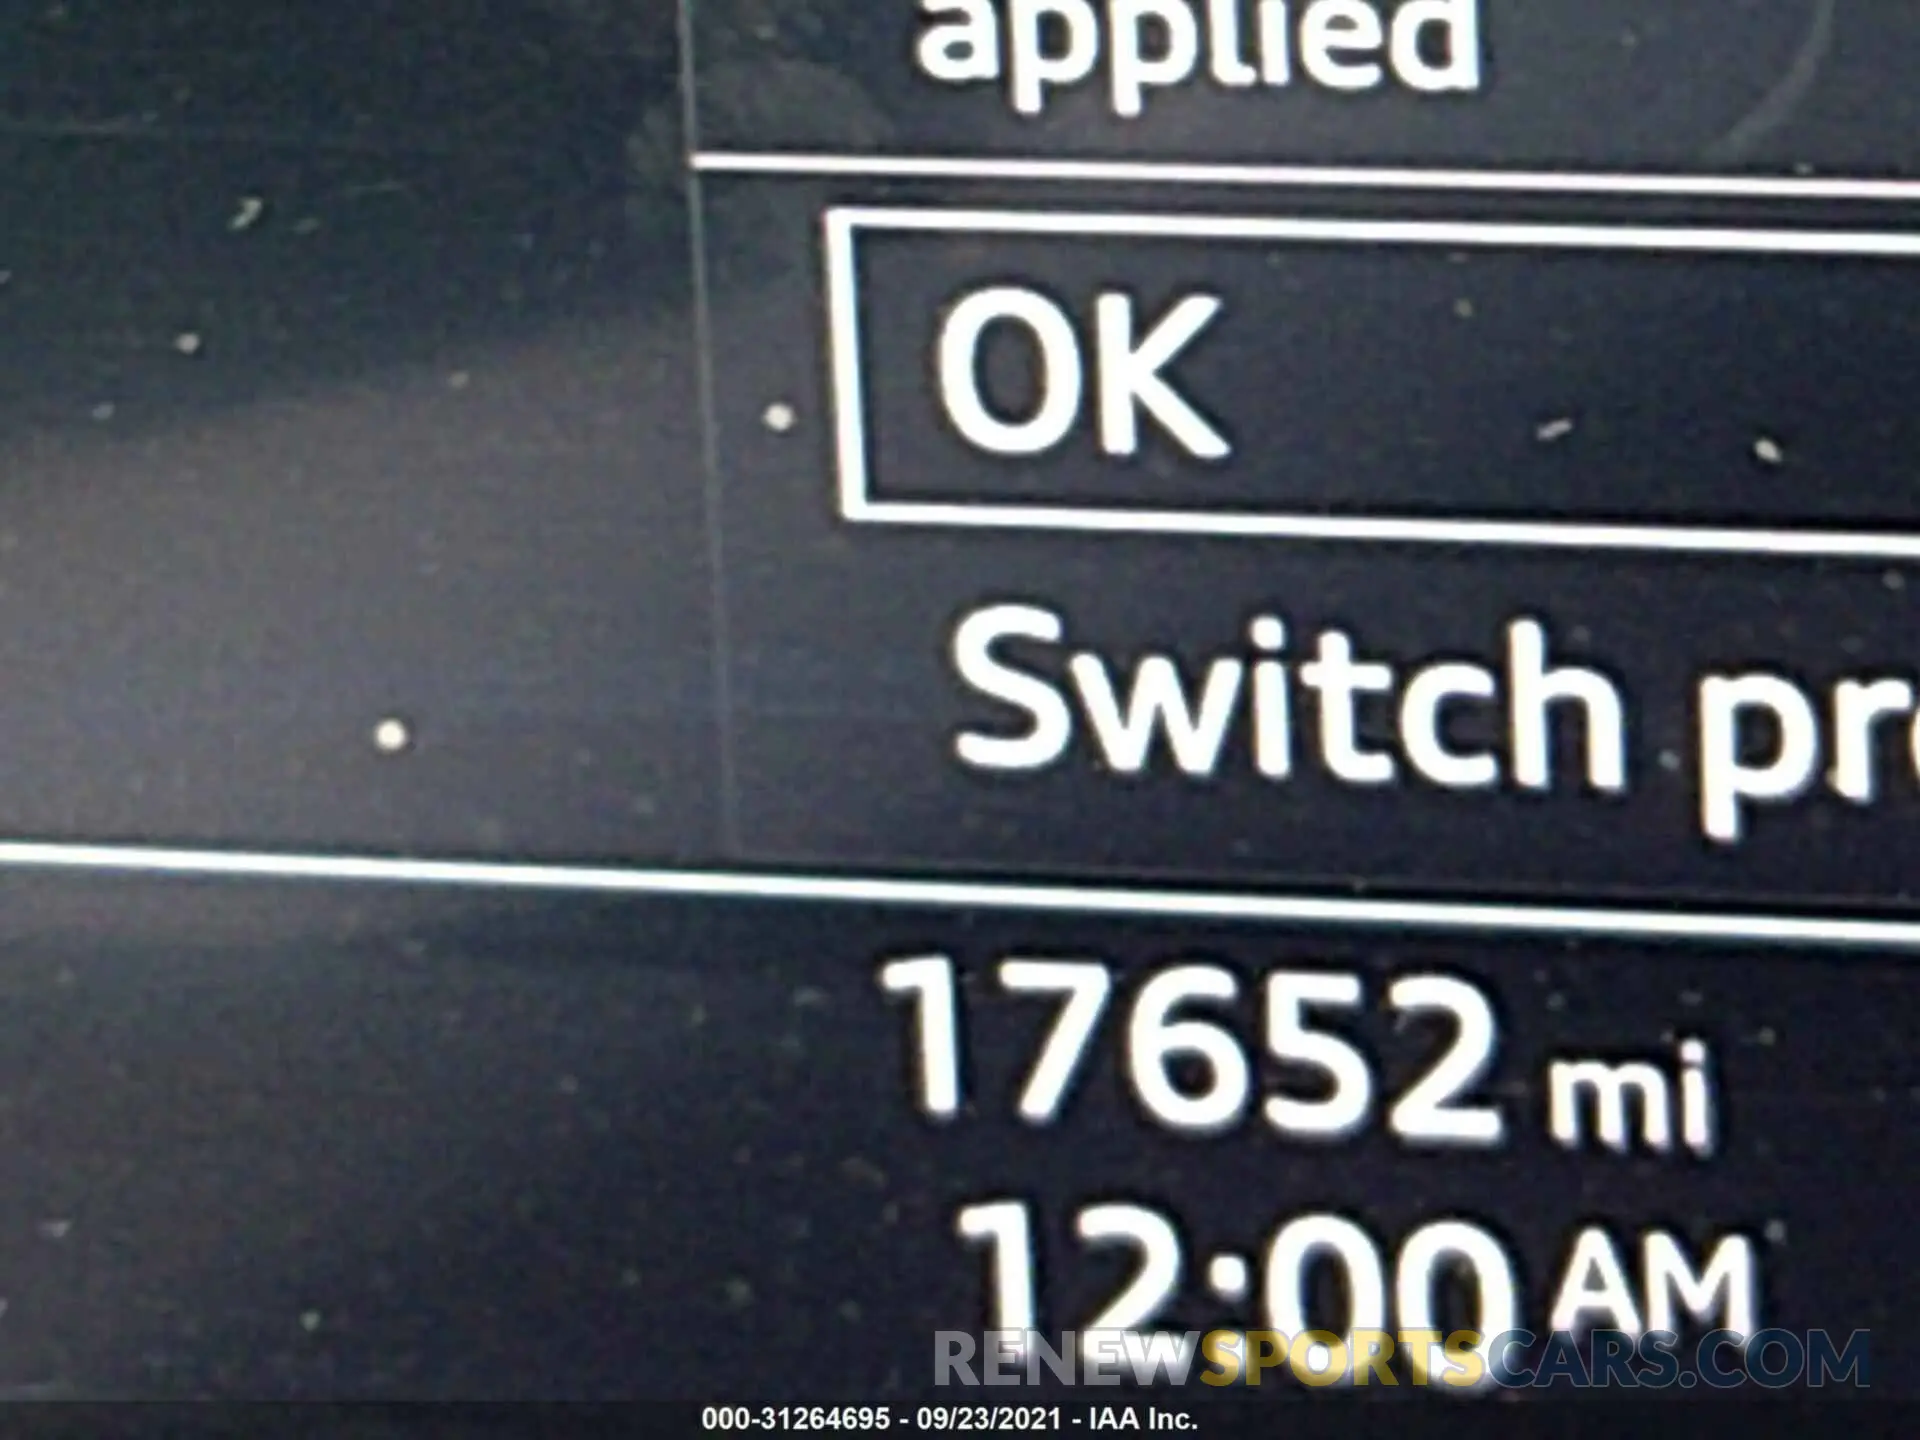 applied
OK
Switch
17652 mi
12:00 AM
RENEWSPORTSCARS.COM
000-31264695 - 09/23/2021 - IAA Inc.